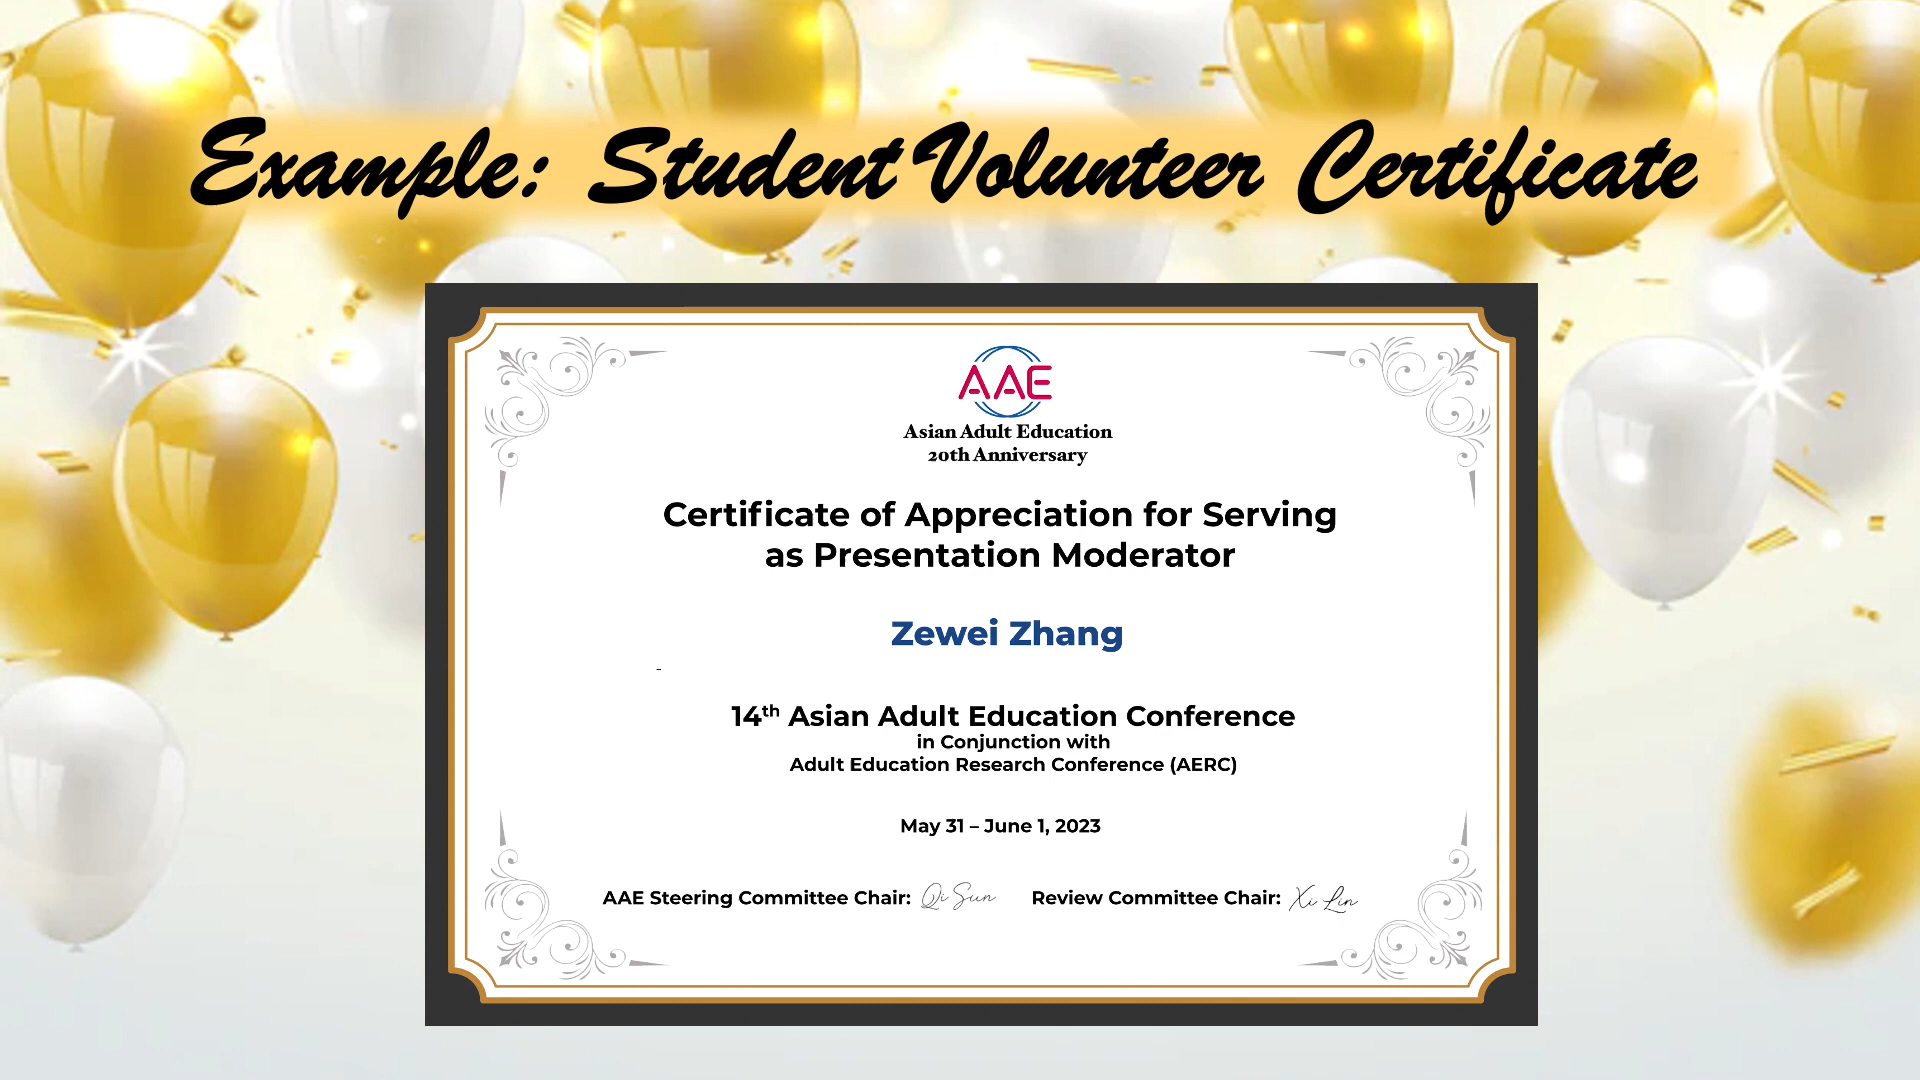 Example: Student Volunteer Certificate
AAE
Asian Adult Education
20th Anniversary
Certificate of Appreciation for Serving
as Presentation Moderator
Zewei Zhang
-
14th Asian Adult Education Conference
in Conjunction with
Adult Education Research Conference (AERC)
May 31 – June 1, 2023
AAE Steering Committee Chair: Qi Sun Review Committee Chair: Xi Lin